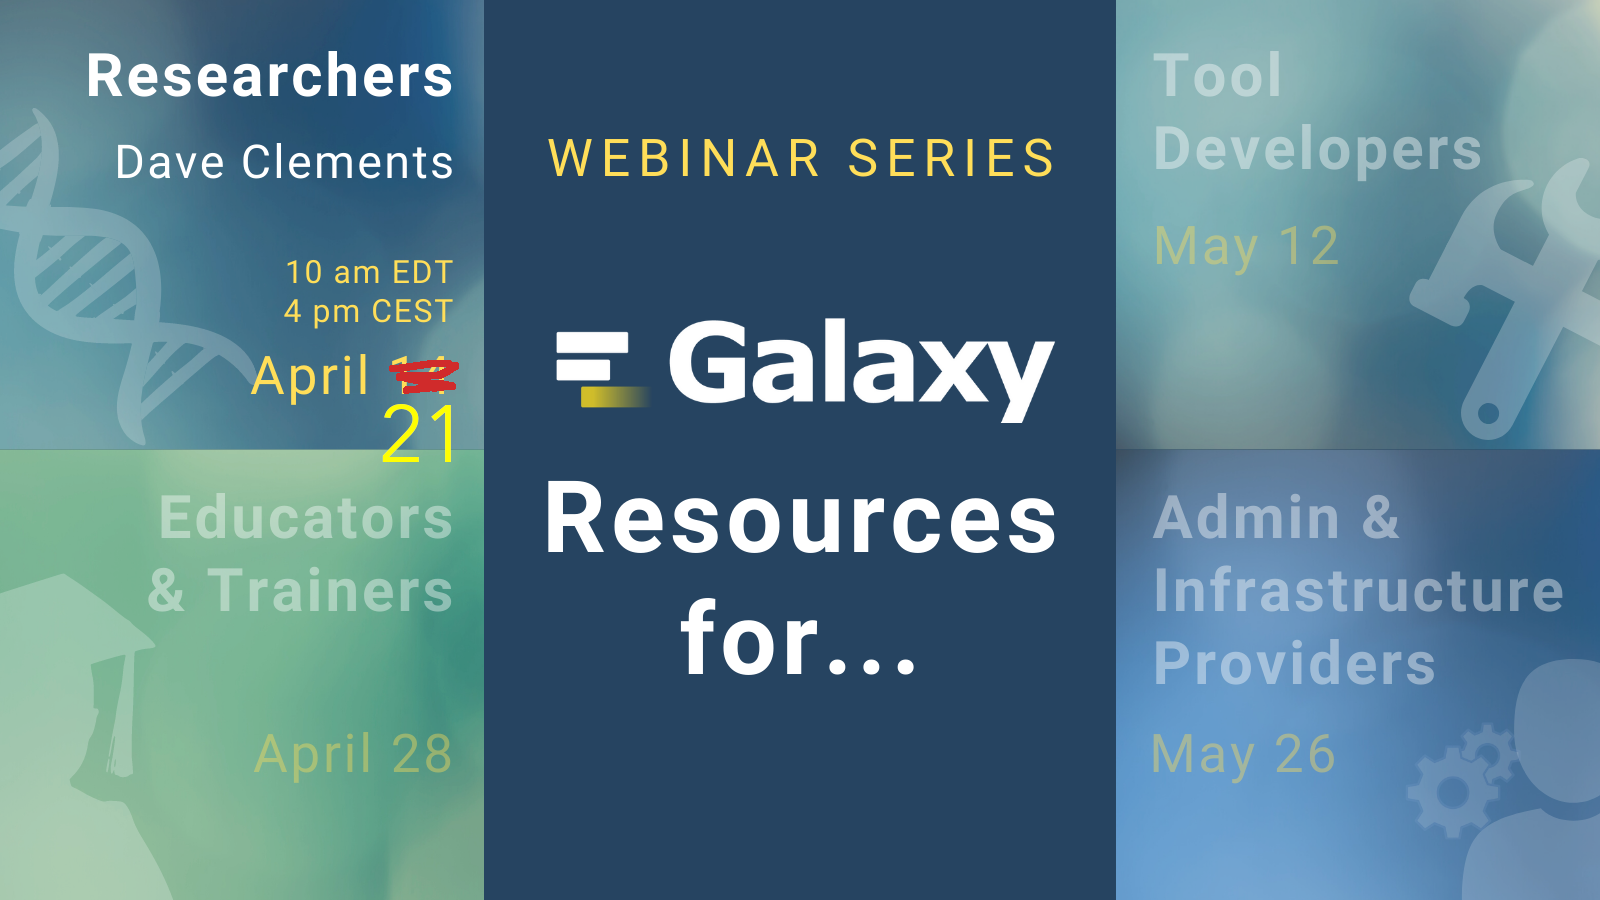 Researchers
Dave Clements
10 am EDT
4 pm CEST
April
21
Educators
& Trainers
April 28
WEBINAR SERIES
Galaxy
Resources
for...
Tool
Developers
May 12
Admin &
Infrastructure
Providers
May 26